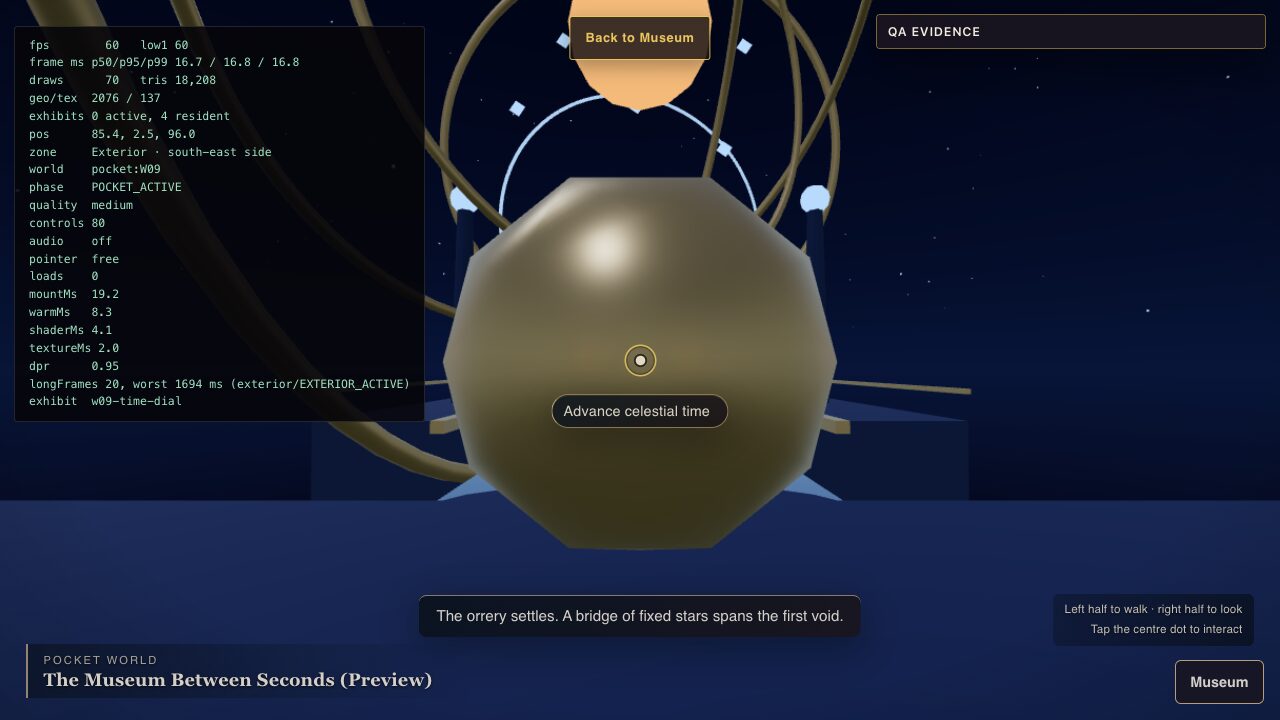 fps 60 low1 60
frame ms p50/p95/p99 16.7 / 16.8 / 16.8
draws 70 tris 18,208
geo/tex 2076 / 137
exhibits 0 active, 4 resident
pos 85.4, 2.5, 96.0
zone Exterior · south-east side
world pocket:W09
phase POCKET_ACTIVE
quality medium
controls 80
audio off
pointer free
loads 0
mountMs 19.2
warmMs 8.3
shaderMs 4.1
textureMs 2.0
dpr 0.95
longFrames 20, worst 1694 ms (exterior/EXTERIOR_ACTIVE)
exhibit w09-time-dial
Back to Museum
QA EVIDENCE
Advance celestial time
The orrery settles. A bridge of fixed stars spans the first void.
Left half to walk · right half to look
Tap the centre dot to interact
POCKET WORLD
The Museum Between Seconds (Preview)
Museum